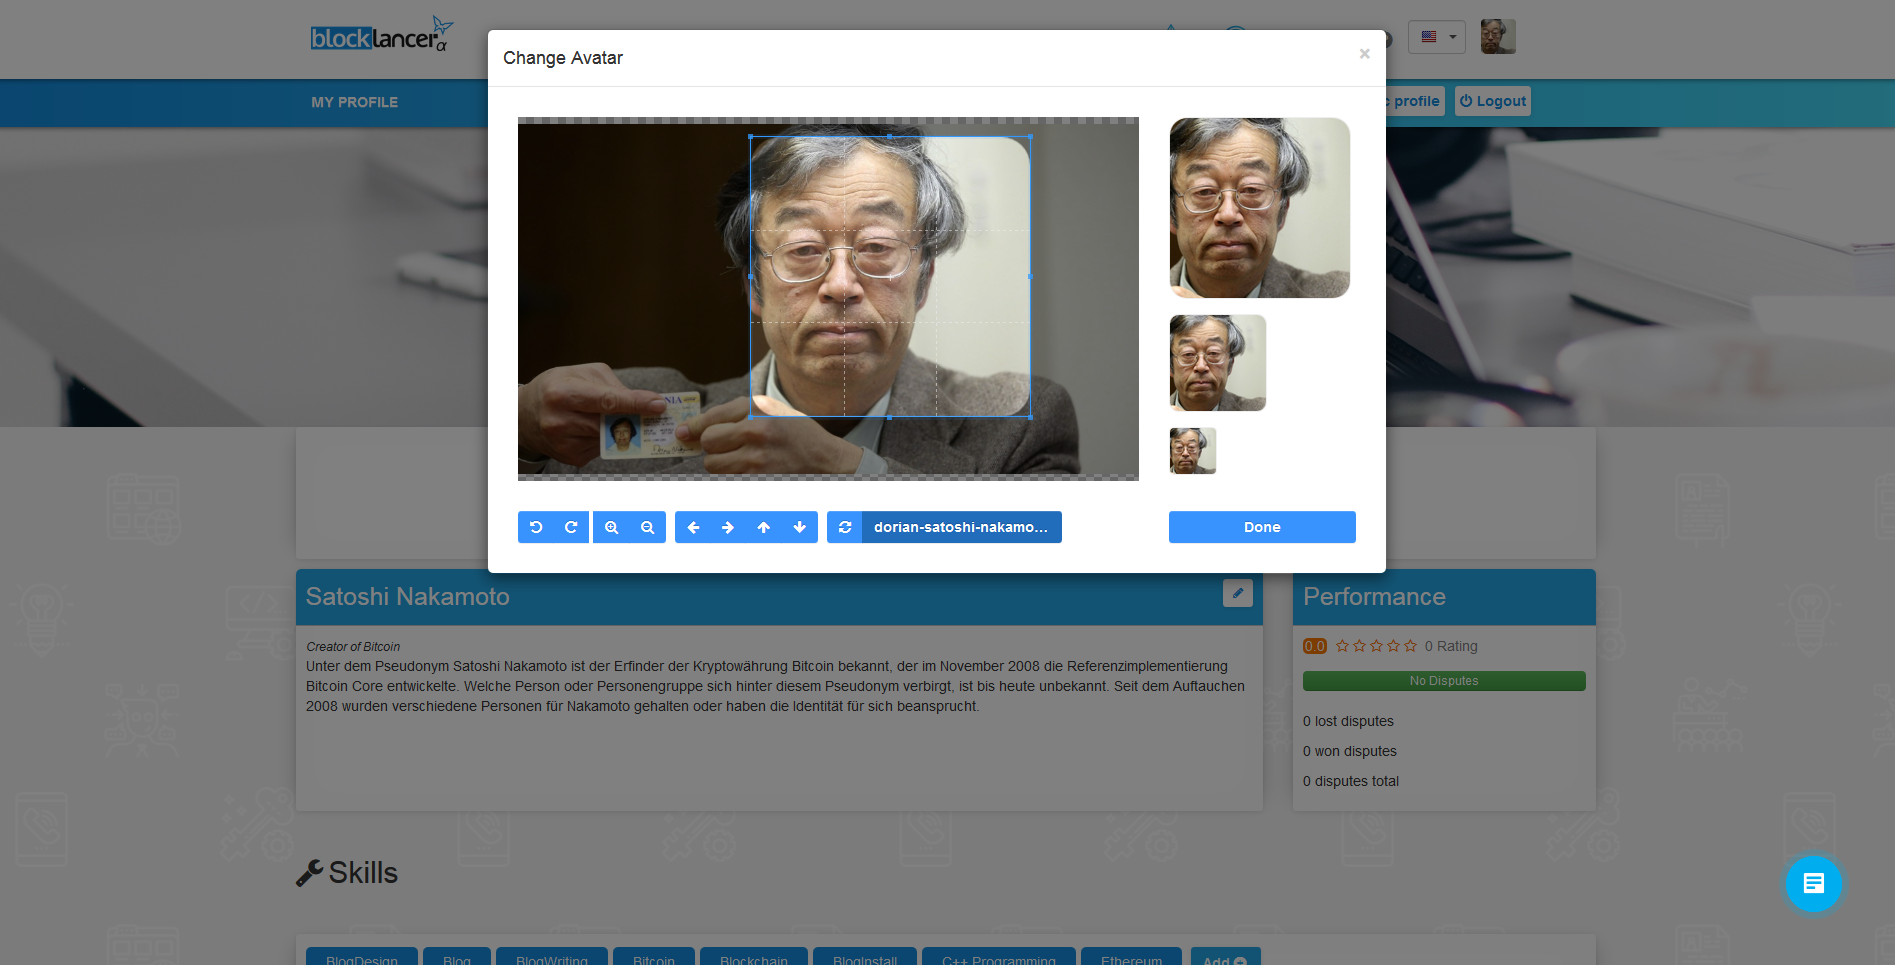 blocklancer α
Change Avatar
×
MY PROFILE
profile
Logout
NIA
dorian-satoshi-nakamo...
Done
Satoshi Nakamoto
Performance
Creator of Bitcoin
Unter dem Pseudonym Satoshi Nakamoto ist der Erfinder der Kryptowährung Bitcoin bekannt, der im November 2008 die Referenzimplementierung
Bitcoin Core entwickelte. Welche Person oder Personengruppe sich hinter diesem Pseudonym verbirgt, ist bis heute unbekannt. Seit dem Auftauchen
2008 wurden verschiedene Personen für Nakamoto gehalten oder haben die Identität für sich beansprucht.
0.0 0 Rating
No Disputes
0 lost disputes
0 won disputes
0 disputes total
Skills
BlogDesign Blog BlogWriting Bitcoin Blockchain BlogInstall C++ Programming Ethereum Add